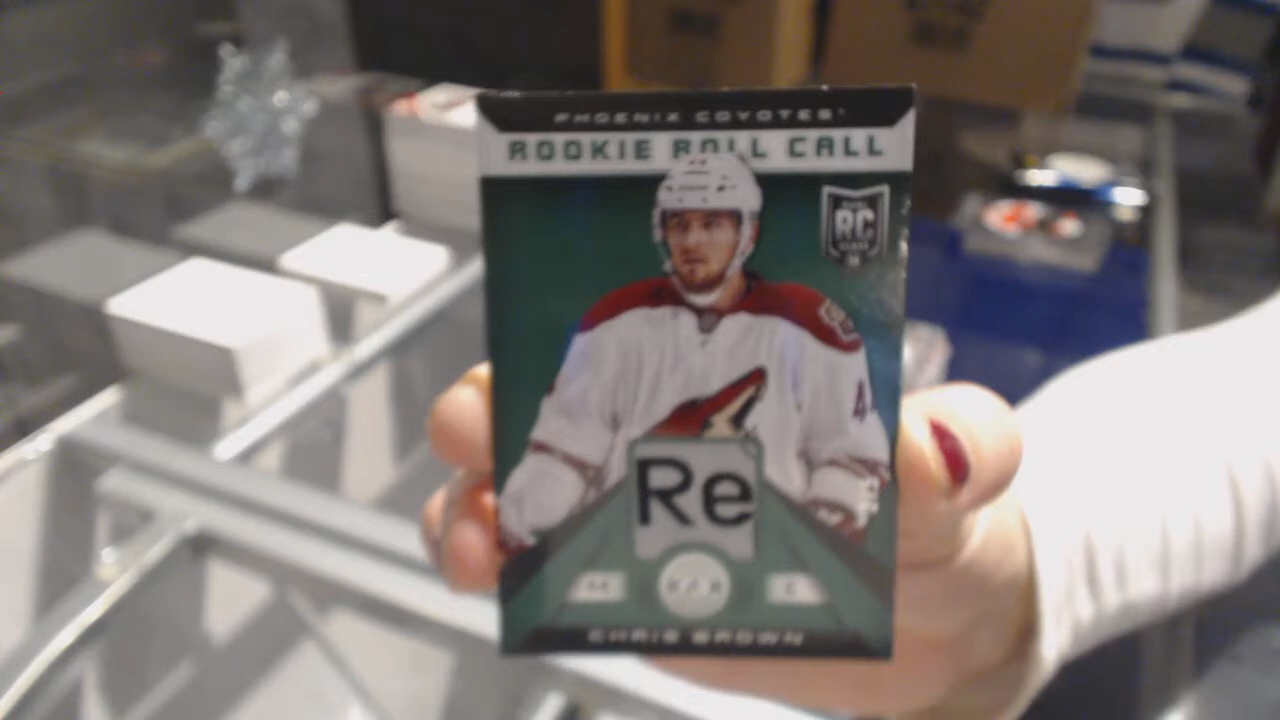 PHOENIX COYOTES®
ROOKIE ROLL CALL
RC
Re
CHRIS BROWN